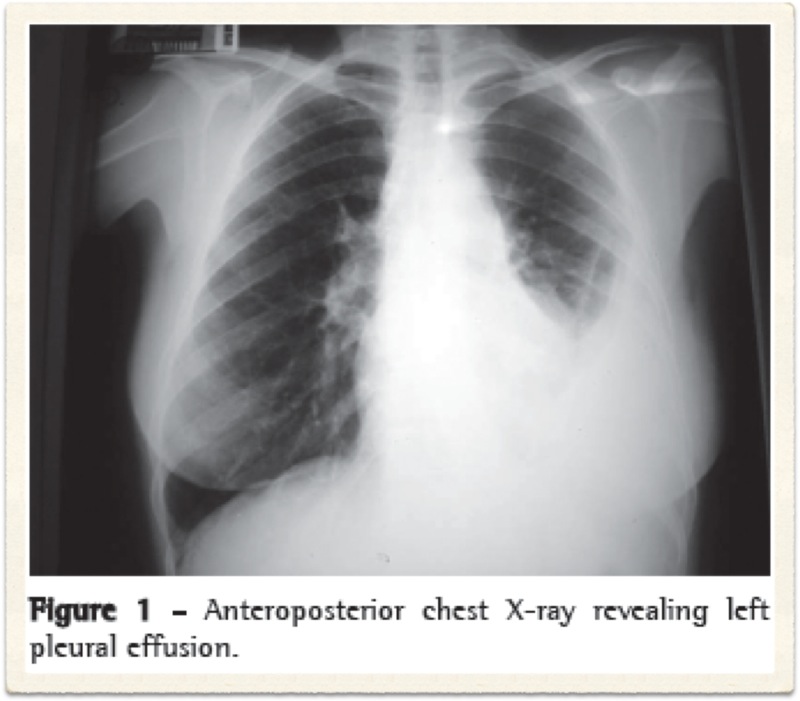 Figure 1 – Anteroposterior chest X-ray revealing left
pleural effusion.